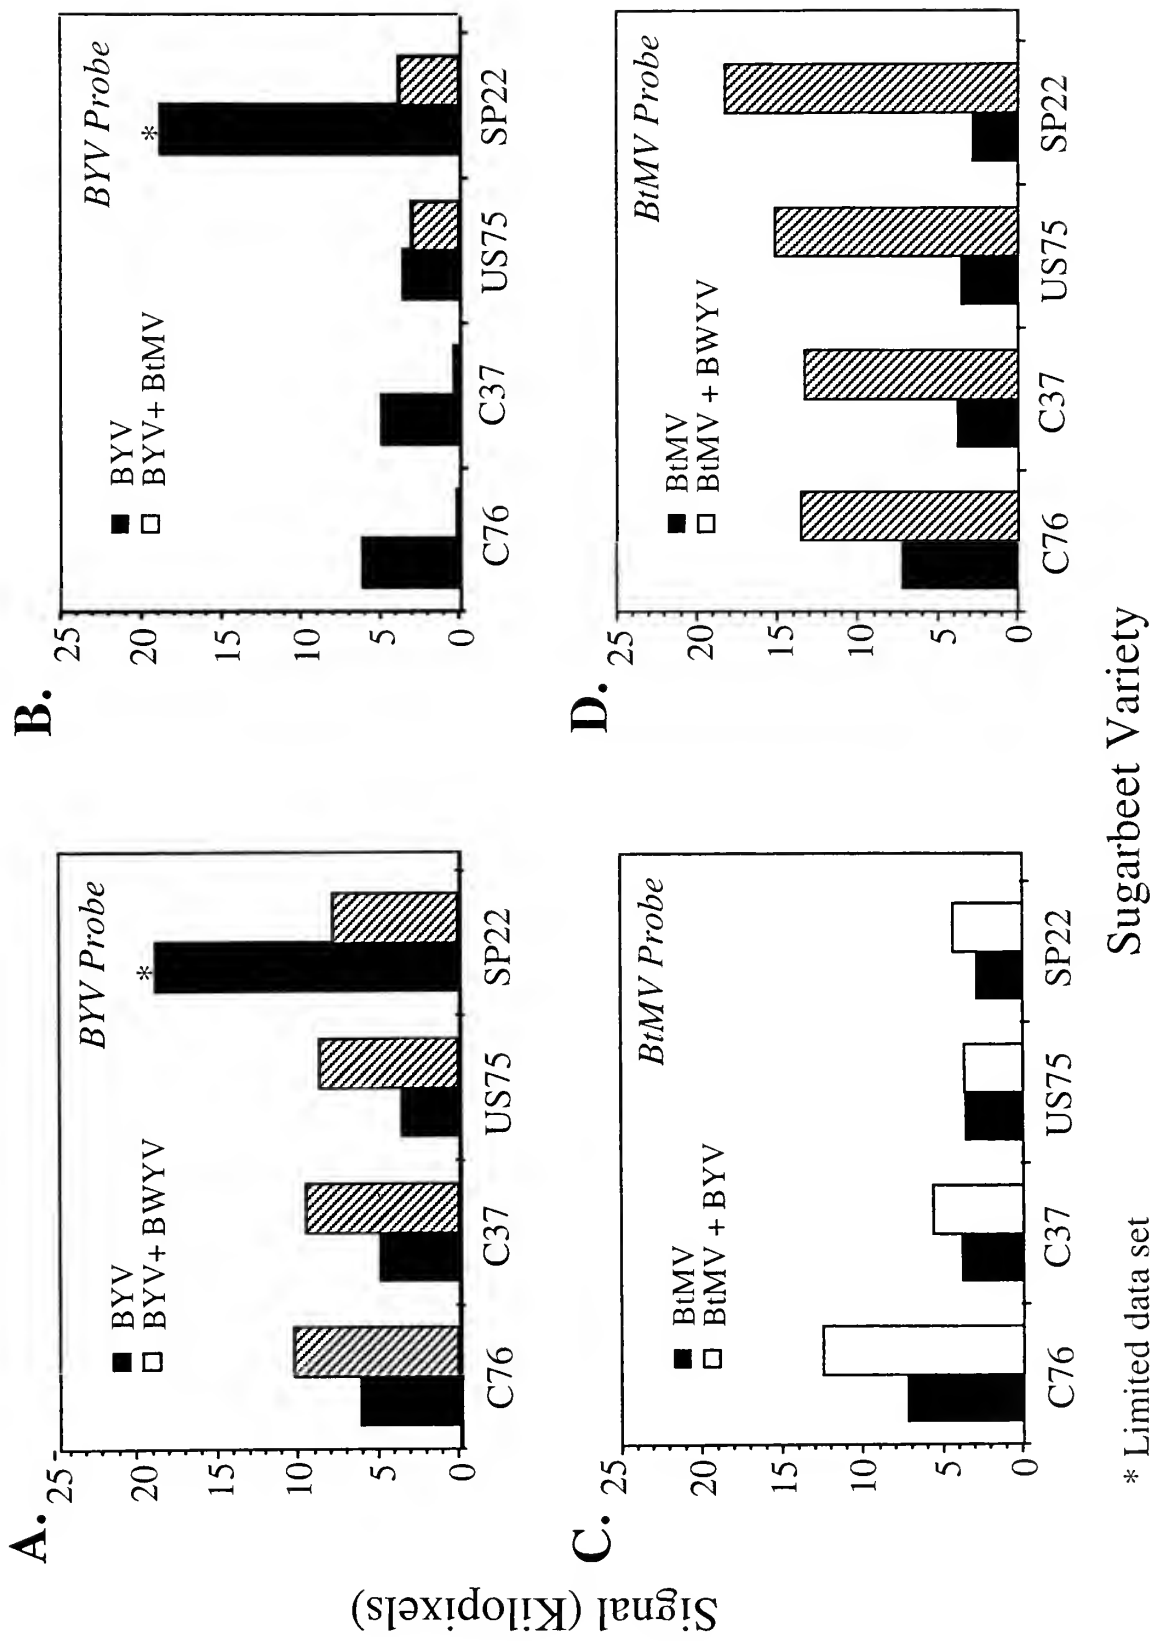 A.
BYV Probe
BYV
BYV+ BWYV
*
25
20
15
10
5
0
C76
C37
US75
SP22
B.
BYV Probe
BYV
BYV+ BtMV
*
25
20
15
10
5
0
C76
C37
US75
SP22
C.
BtMV Probe
BtMV
BtMV + BYV
25
20
15
10
5
0
C76
C37
US75
SP22
D.
BtMV Probe
BtMV
BtMV + BWYV
25
20
15
10
5
0
C76
C37
US75
SP22
Signal (Kilopixels)
Sugarbeet Variety
* Limited data set